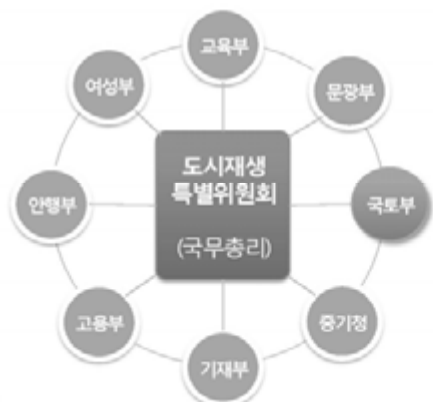 교육부
여성부
문광부
도시재생
특별위원회
(국무총리)
안행부
국토부
고용부
중기청
기재부